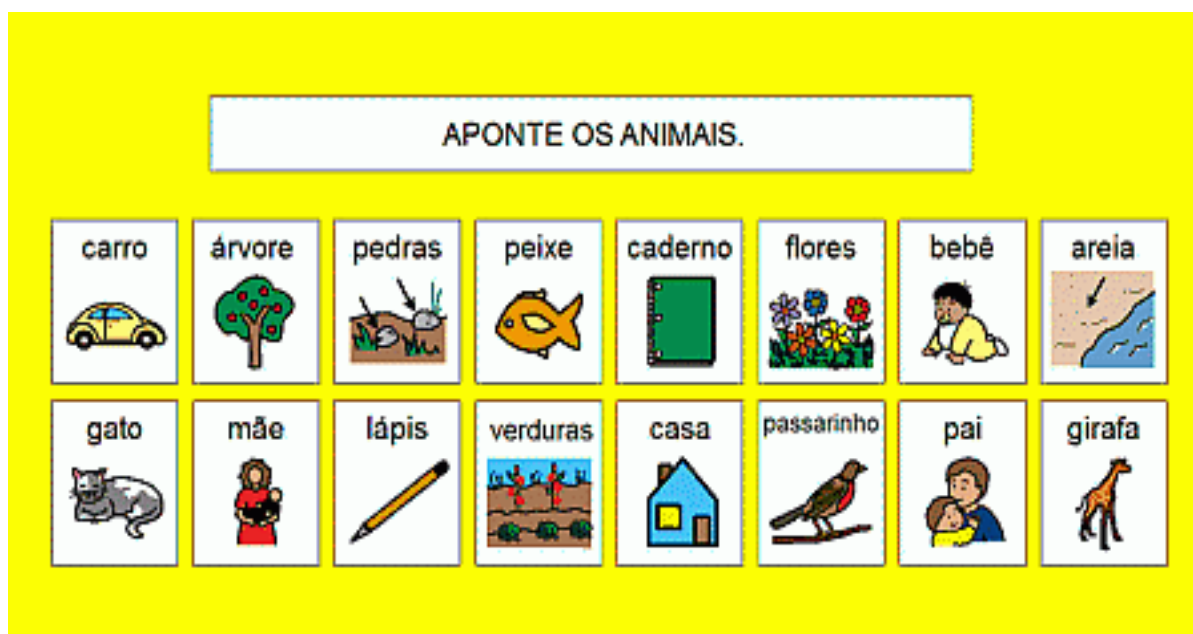 APONTE OS ANIMAIS.
carro árvore pedras peixe caderno flores bebê areia
gato mãe lápis verduras casa passarinho pai girafa